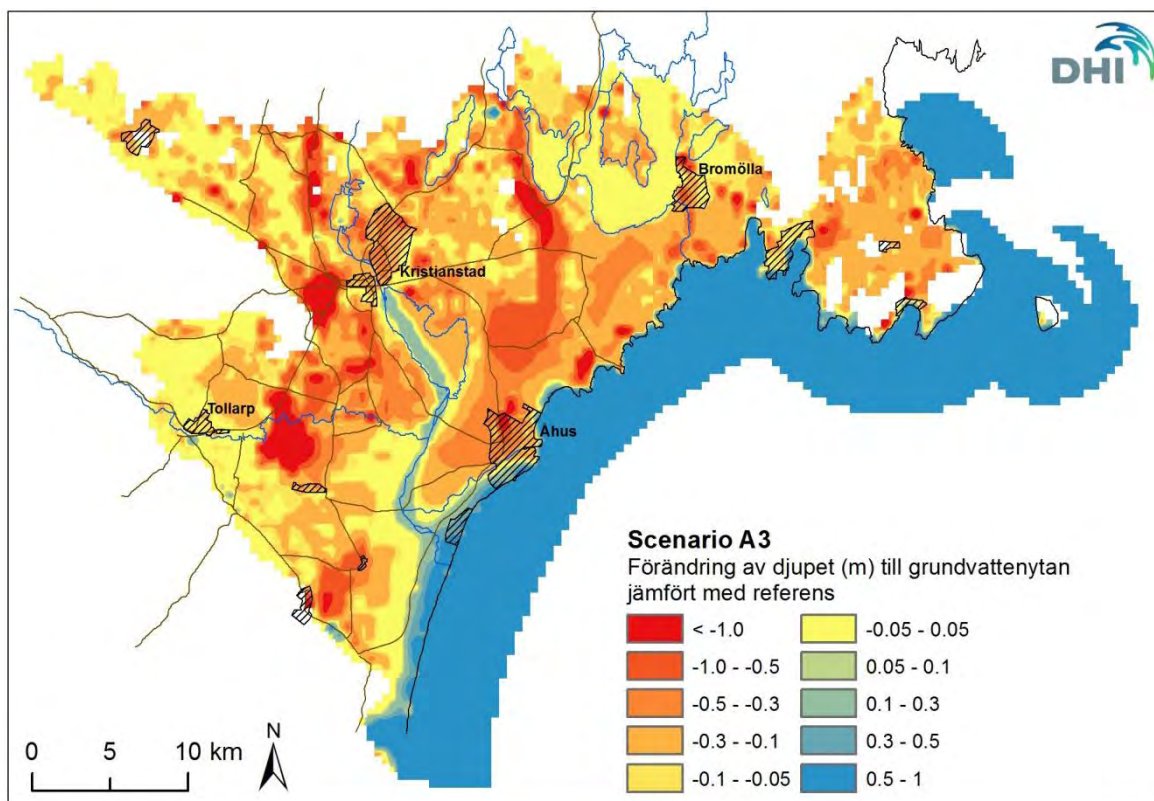 DHI
Bromölla
Kristianstad
Tollarp
Åhus
Scenario A3
Förändring av djupet (m) till grundvattenytan
jämfört med referens
< -1.0
-1.0 - -0.5
-0.5 - -0.3
-0.3 - -0.1
-0.1 - -0.05
-0.05 - 0.05
0.05 - 0.1
0.1 - 0.3
0.3 - 0.5
0.5 - 1
0 5 10 km
N